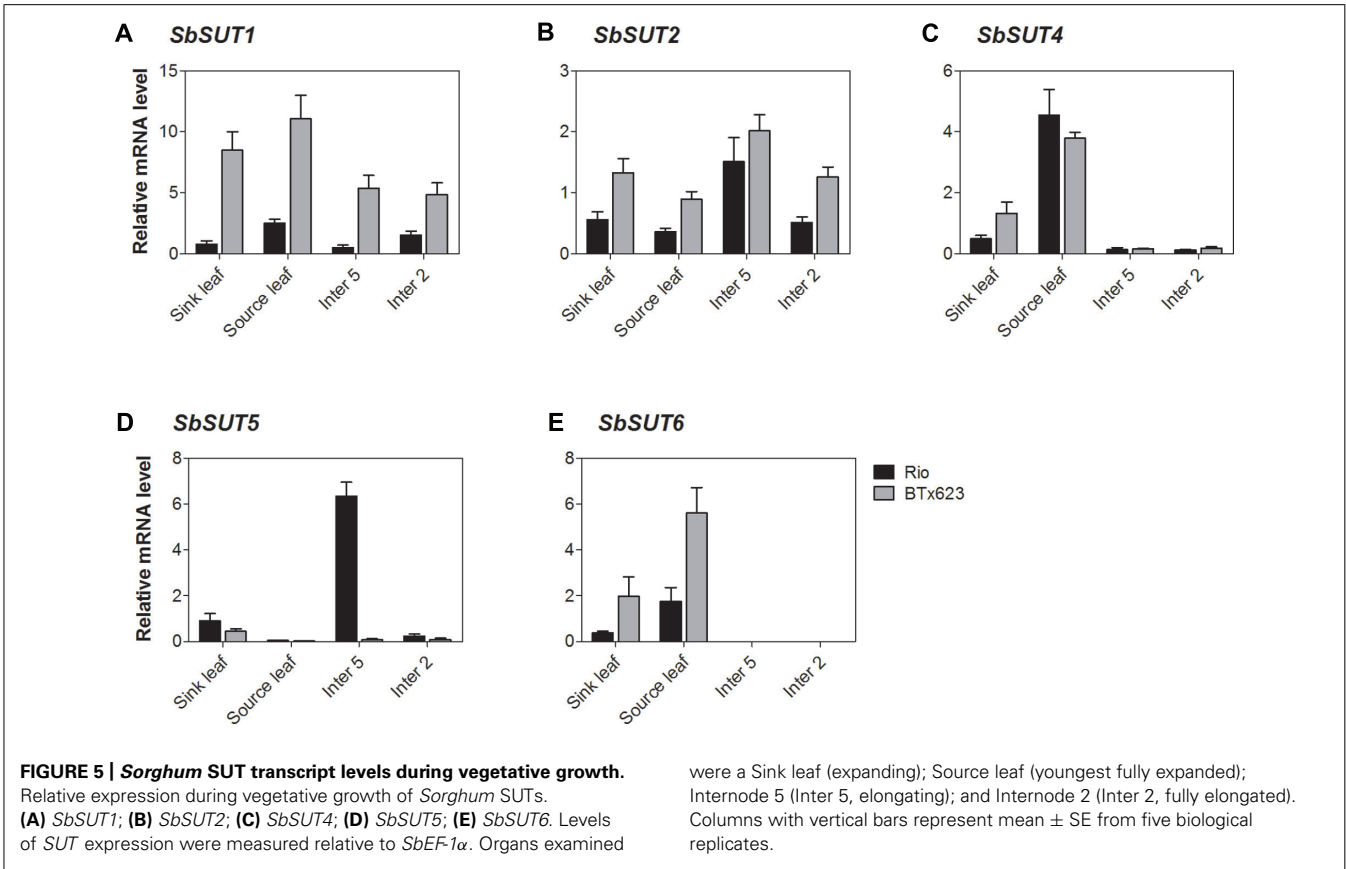 A SbSUT1
Relative mRNA level
15
10
5
0
Sink leaf
Source leaf
Inter 5
Inter 2
B SbSUT2
3
2
1
0
Sink leaf
Source leaf
Inter 5
Inter 2
C SbSUT4
6
4
2
0
Sink leaf
Source leaf
Inter 5
Inter 2
D SbSUT5
Relative mRNA level
8
6
4
2
0
Sink leaf
Source leaf
Inter 5
Inter 2
E SbSUT6
8
6
4
2
0
Sink leaf
Source leaf
Inter 5
Inter 2
Rio
BTx623
FIGURE 5 | Sorghum SUT transcript levels during vegetative growth.
Relative expression during vegetative growth of Sorghum SUTs.
(A) SbSUT1; (B) SbSUT2; (C) SbSUT4; (D) SbSUT5; (E) SbSUT6. Levels
of SUT expression were measured relative to SbEF-1α. Organs examined
were a Sink leaf (expanding); Source leaf (youngest fully expanded);
Internode 5 (Inter 5, elongating); and Internode 2 (Inter 2, fully elongated).
Columns with vertical bars represent mean ± SE from five biological
replicates.